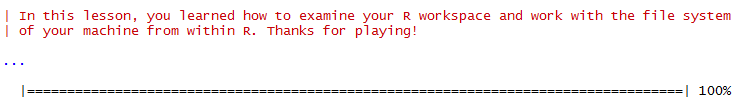 | In this lesson, you learned how to examine your R workspace and work with the file system
| of your machine from within R. Thanks for playing!
...
|==================================================================================| 100%